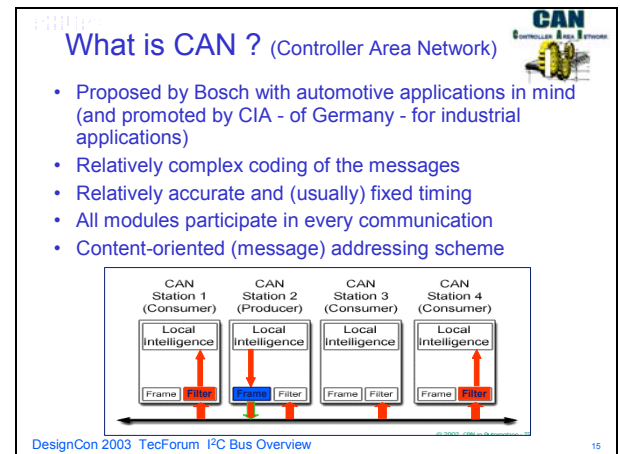 CAN
CONTROLLER AREA NETWORK
What is CAN ? (Controller Area Network)
• Proposed by Bosch with automotive applications in mind
(and promoted by CIA - of Germany - for industrial
applications)
• Relatively complex coding of the messages
• Relatively accurate and (usually) fixed timing
• All modules participate in every communication
• Content-oriented (message) addressing scheme
CAN CAN CAN CAN
Station 1 Station 2 Station 3 Station 4
(Consumer) (Producer) (Consumer) (Consumer)
Local Local Local Local
Intelligence Intelligence Intelligence Intelligence
Frame Filter Frame Filter Frame Filter Frame Filter
DesignCon 2003 TecForum I²C Bus Overview
15